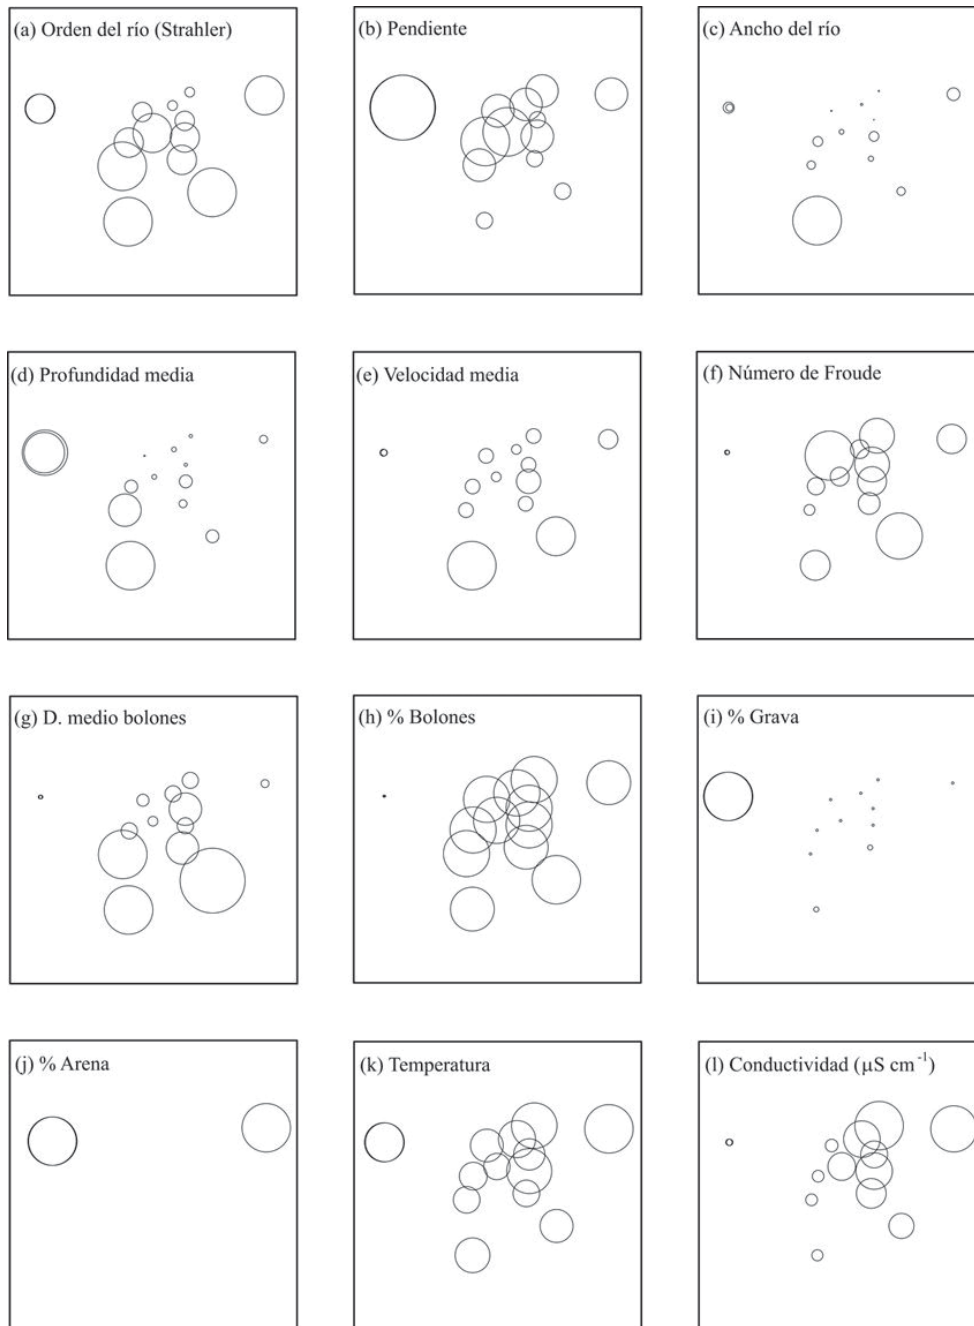 (a) Orden del río (Strahler)
(b) Pendiente
(c) Ancho del río
(d) Profundidad media
(e) Velocidad media
(f) Número de Froude
(g) D. medio bolones
(h) % Bolones
(i) % Grava
(j) % Arena
(k) Temperatura
(l) Conductividad (µS cm⁻¹)